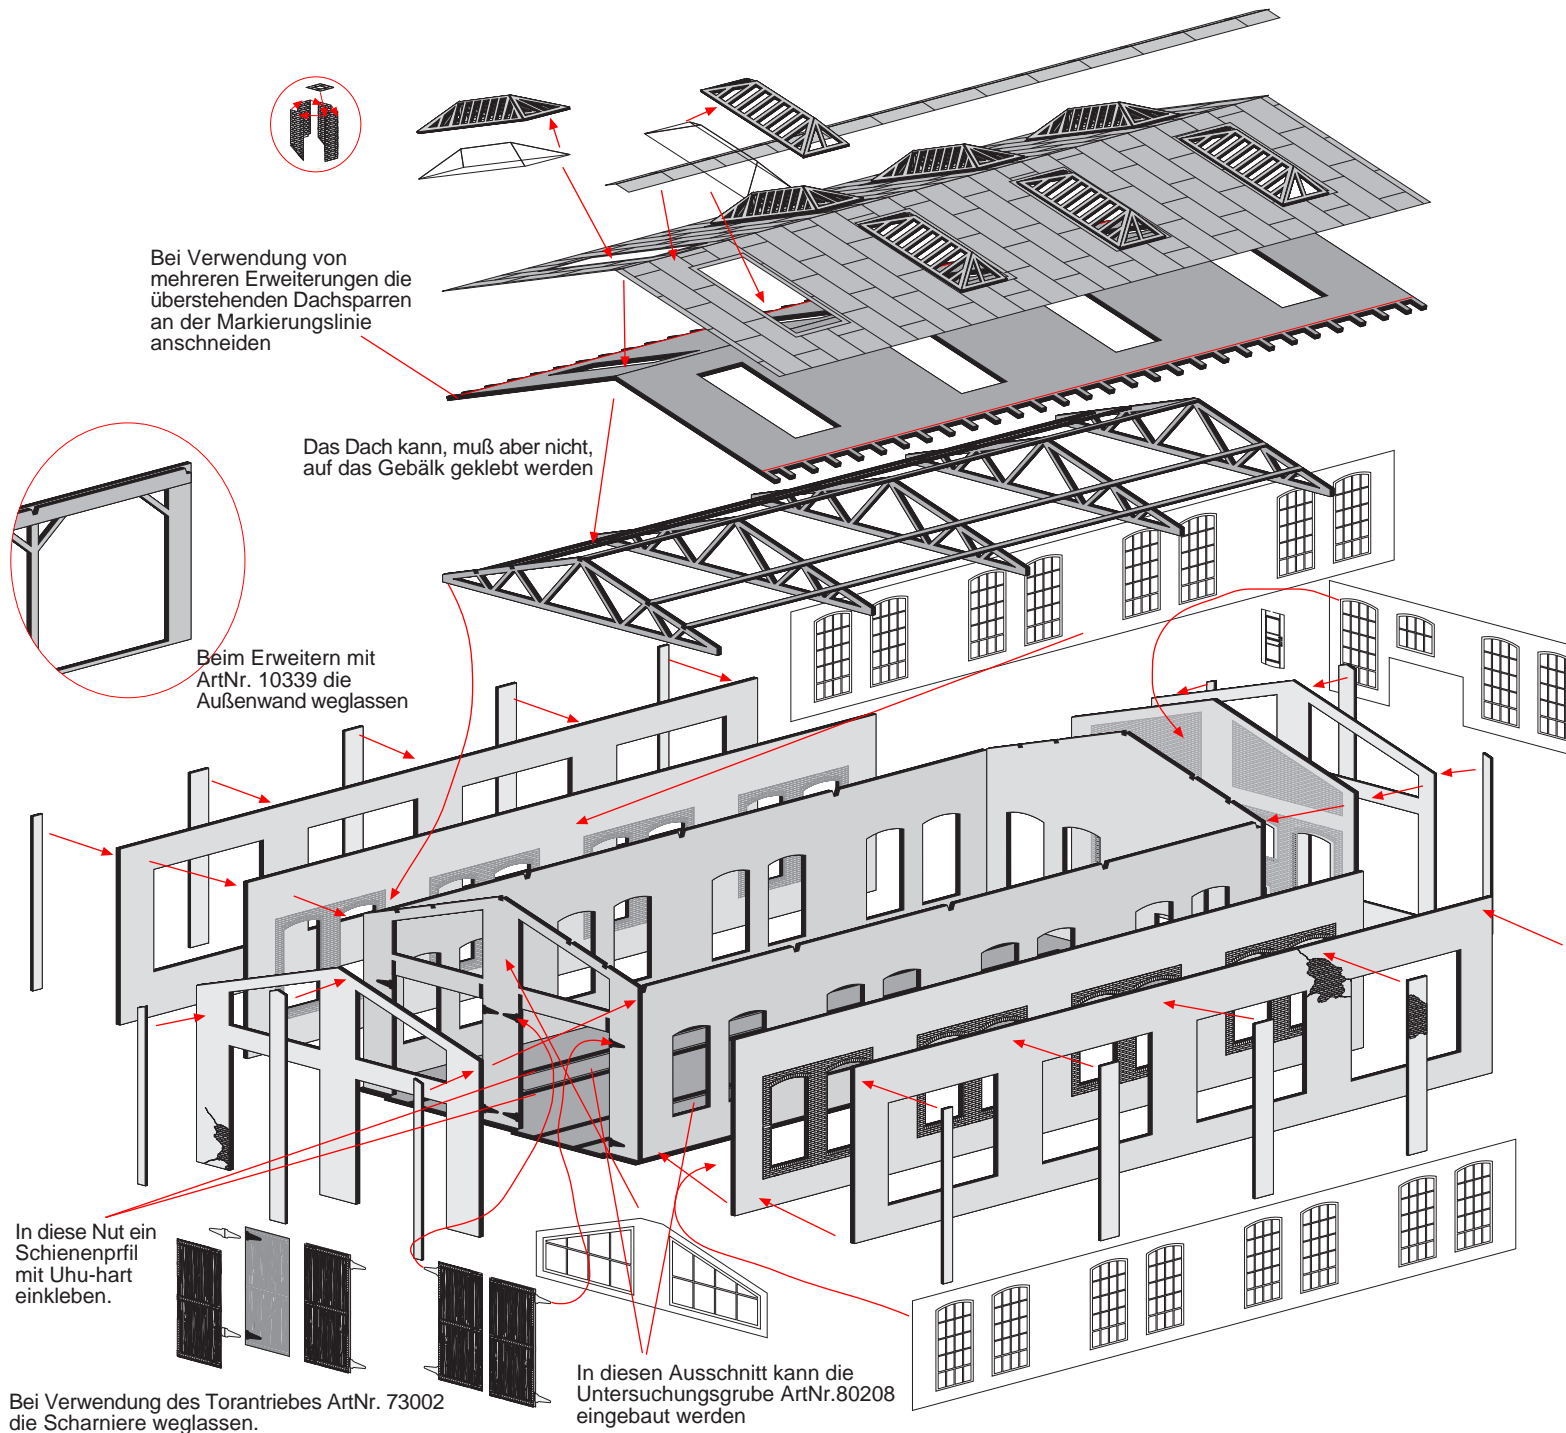 Bei Verwendung von
mehreren Erweiterungen die
überstehenden Dachsparren
an der Markierungslinie
anschneiden
Das Dach kann, muß aber nicht,
auf das Gebälk geklebt werden
Beim Erweitern mit
ArtNr. 10339 die
Außenwand weglassen
In diese Nut ein
Schienenprfil
mit Uhu-hart
einkleben.
Bei Verwendung des Torantriebes ArtNr. 73002
die Scharniere weglassen.
In diesen Ausschnitt kann die
Untersuchungsgrube ArtNr.80208
eingebaut werden